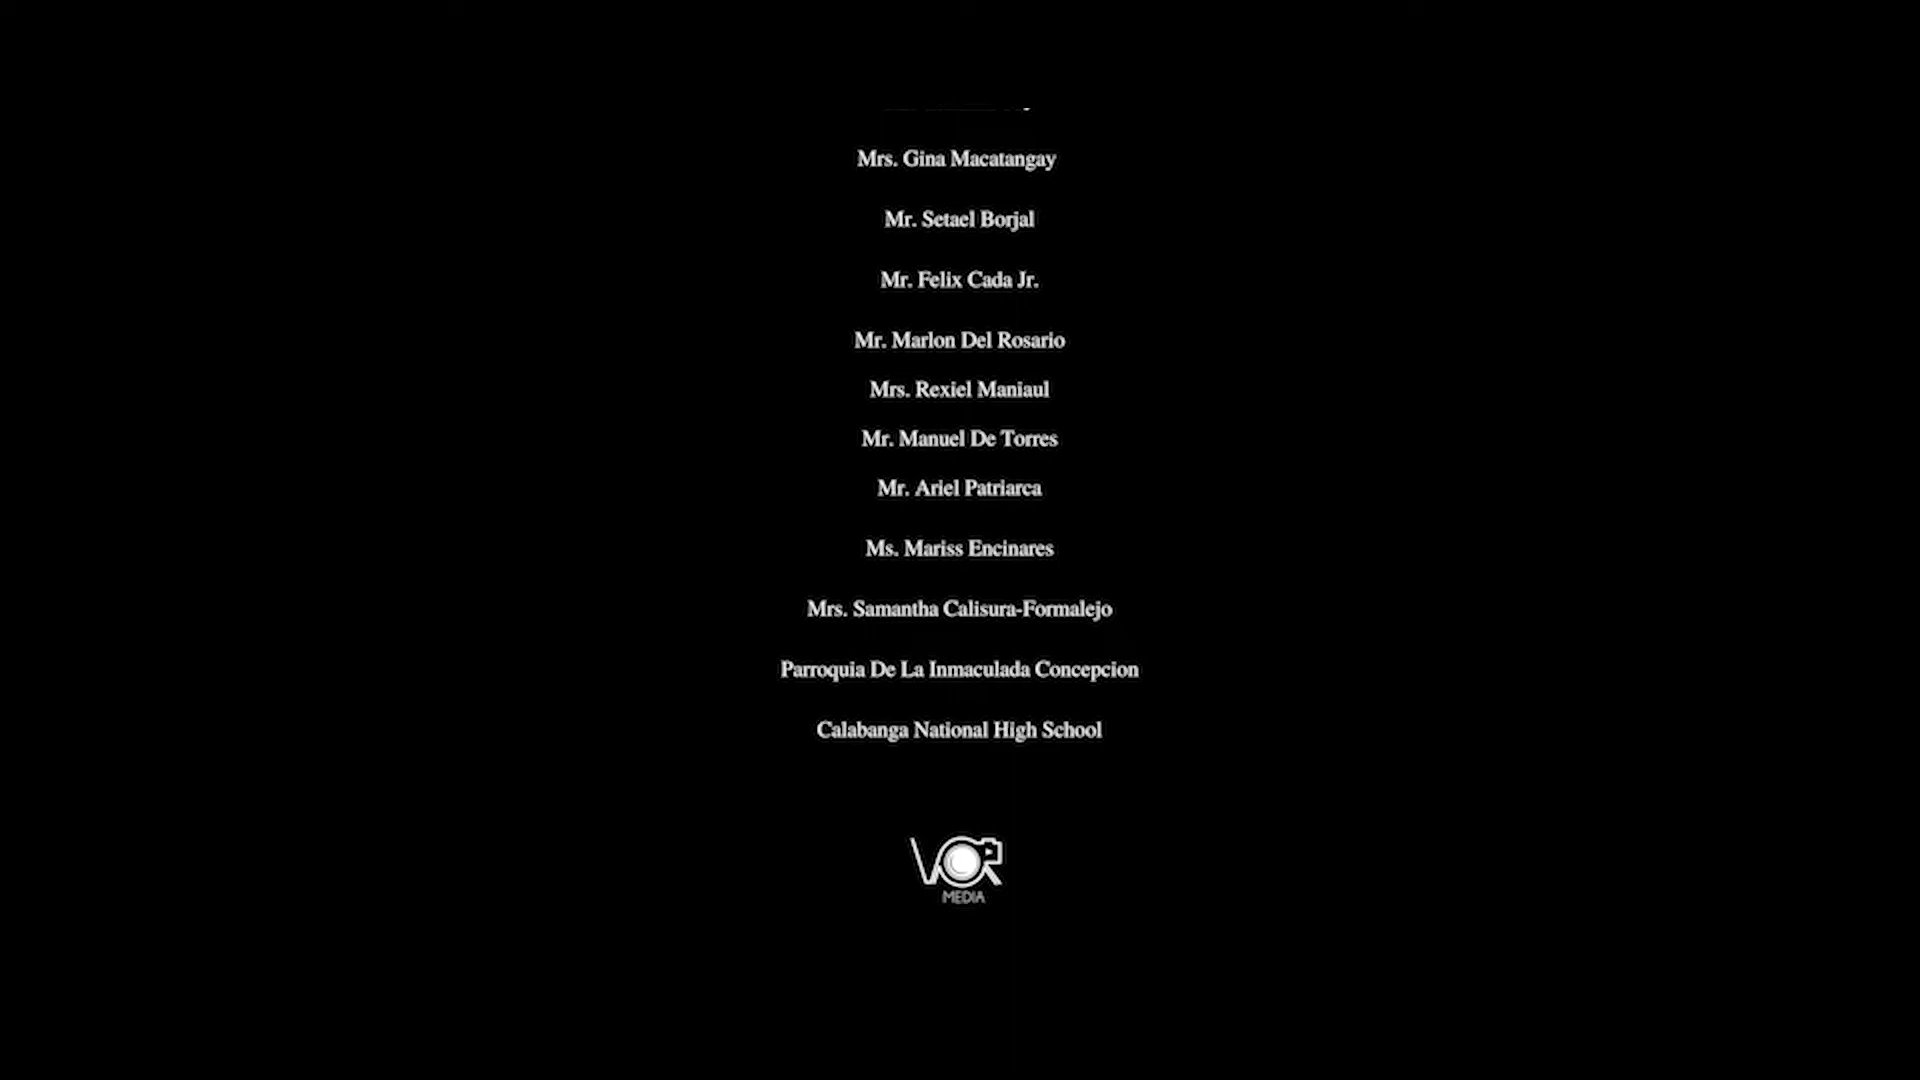 Mrs. Gina Macatangay
Mr. Setael Borjal
Mr. Felix Cada Jr.
Mr. Marlon Del Rosario
Mrs. Rexiel Maniaul
Mr. Manuel De Torres
Mr. Ariel Patriarca
Ms. Mariss Encinares
Mrs. Samantha Calisura-Formalejo
Parroquia De La Inmaculada Concepcion
Calabanga National High School
VOR
MEDIA